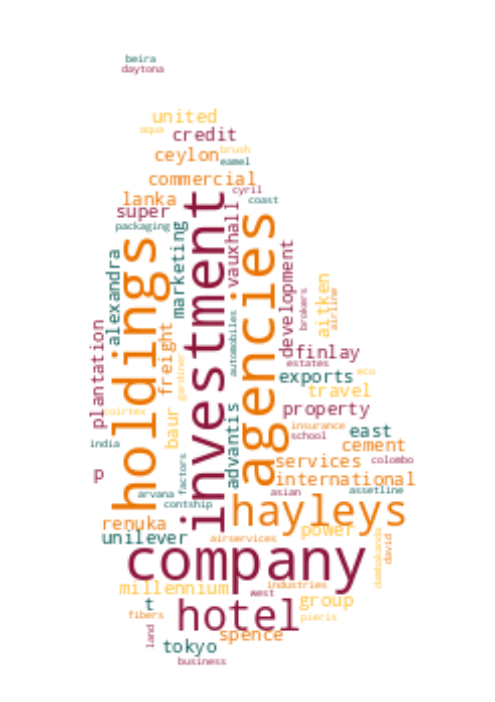 beira
daytona
united
aqua
credit
ceylon
brush
eamel
commercial
cyril
lanka
coast
super
packaging
investment
holdings
agencies
marketing
vauxhall
alexandra
development
aitken
airline
brokers
automobiles
plantation
freight
gardiner
finlay
d
estates
exports
eco
travel
coirtex
baur
advantis
property
india
insurance
school
east
cement
factors
services
colombo
p
international
arvana
asian
assetline
contship
hayleys
renuka
power
unilever
airservices
david
dambakanda
company
millennium
industries
west
t
group
fibers
hotel
pieris
land
spence
tokyo
business